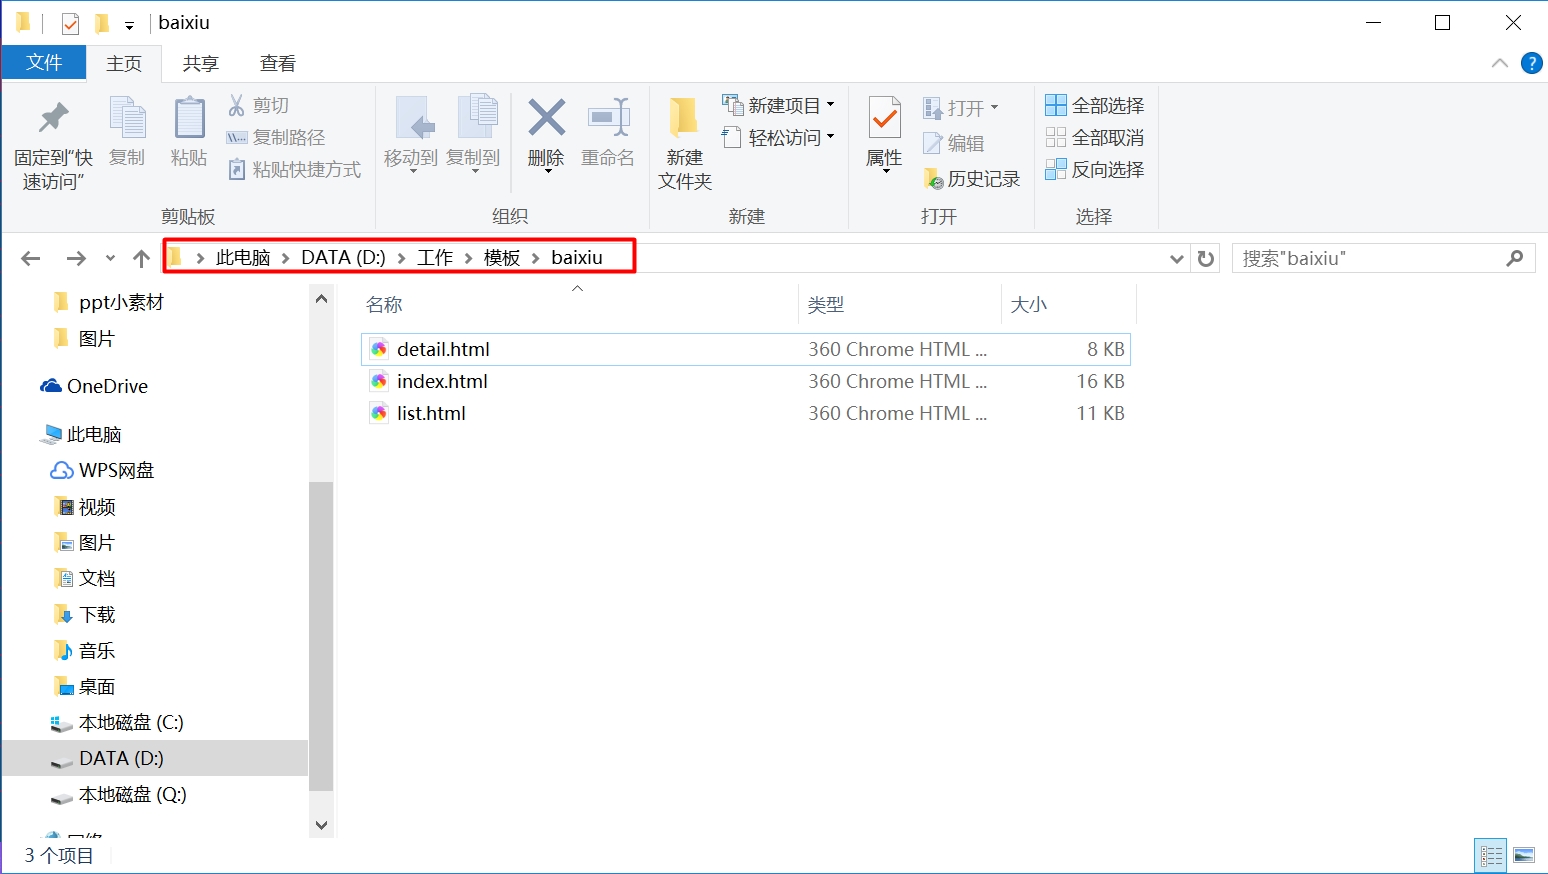 baixiu
文件 主页 共享 查看
固定到“快速访问” 复制 粘贴 剪切
复制路径
粘贴快捷方式
移动到 复制到 删除 重命名
新建文件夹 新建项目
轻松访问
属性 打开
编辑
历史记录
全部选择
全部取消
反向选择
剪贴板 组织 新建 打开 选择
此电脑 DATA (D:) 工作 模板 baixiu
搜索"baixiu"
ppt小素材
图片
OneDrive
此电脑
WPS网盘
视频
图片
文档
下载
音乐
桌面
本地磁盘 (C:)
DATA (D:)
本地磁盘 (Q:)
网络
名称 类型 大小
detail.html 360 Chrome HTML ... 8 KB
index.html 360 Chrome HTML ... 16 KB
list.html 360 Chrome HTML ... 11 KB
3 个项目